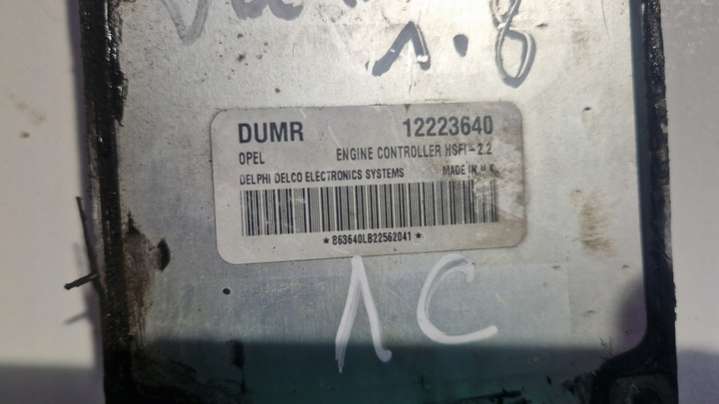 1.8
DUMR 12223640
OPEL ENGINE CONTROLLER HSFI-2.2
DELPHI DELCO ELECTRONICS SYSTEMS MADE IN U.K.
* 863640LB22562041 *
1C